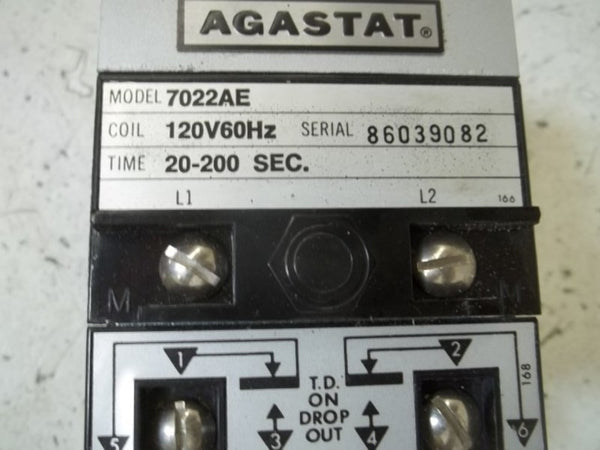 AGASTAT®
MODEL 7022AE
COIL 120V60Hz SERIAL 86039082
TIME 20-200 SEC.
L1 L2 166
M M
1 2
T.D.
ON
DROP
OUT
168
5 3 4 6